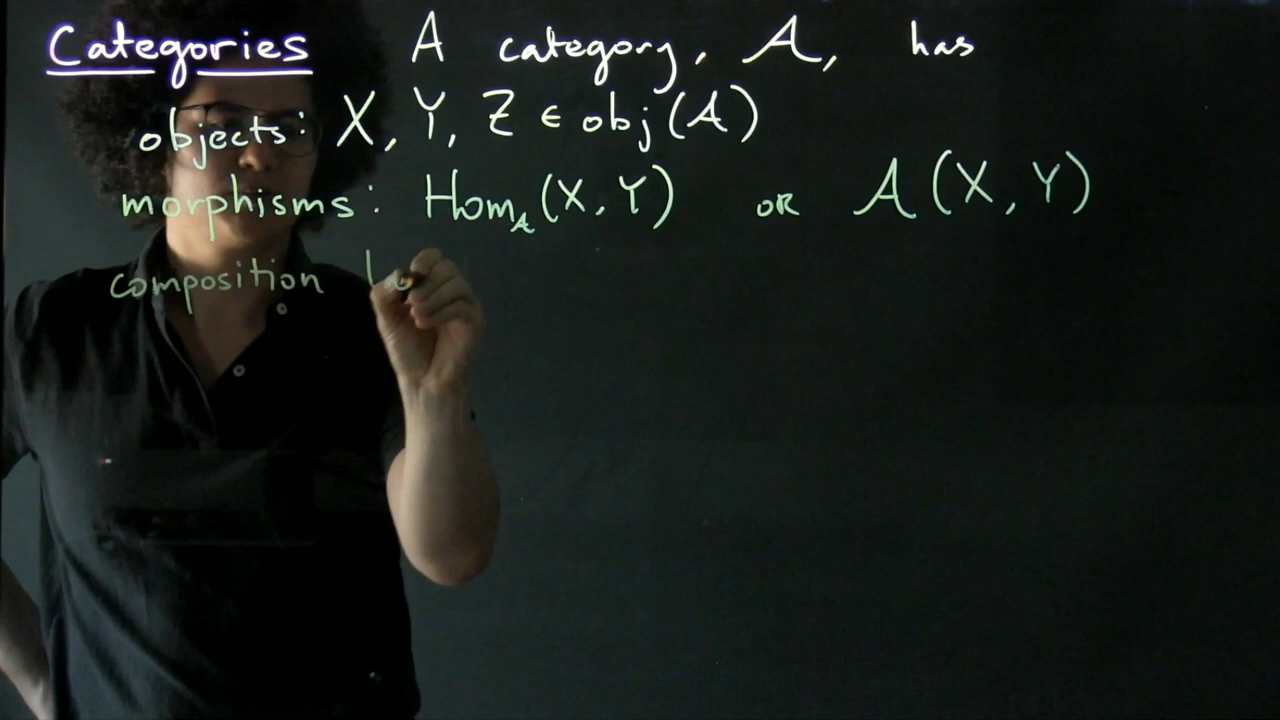 Categories A category, A, has
objects: X, Y, Z ∈ obj(A)
morphisms: Hom_A(X, Y) or A(X, Y)
composition